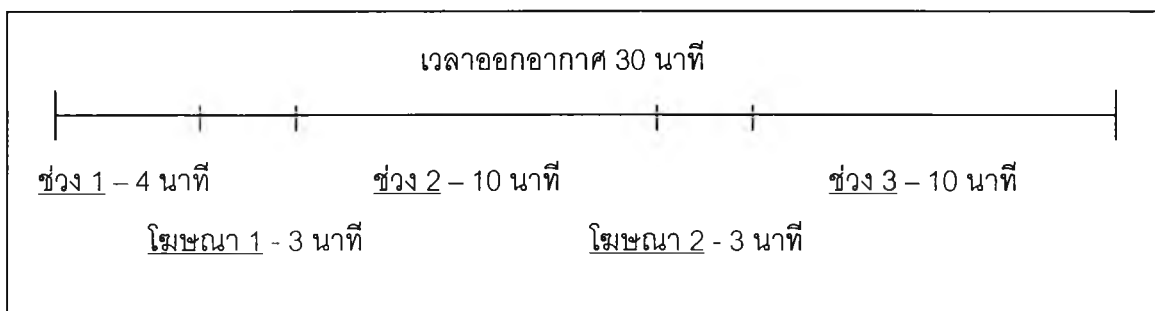 เวลาออกอากาศ 30 นาที
ช่วง 1 – 4 นาที ช่วง 2 – 10 นาที ช่วง 3 – 10 นาที
โฆษณา 1 - 3 นาที โฆษณา 2 - 3 นาที